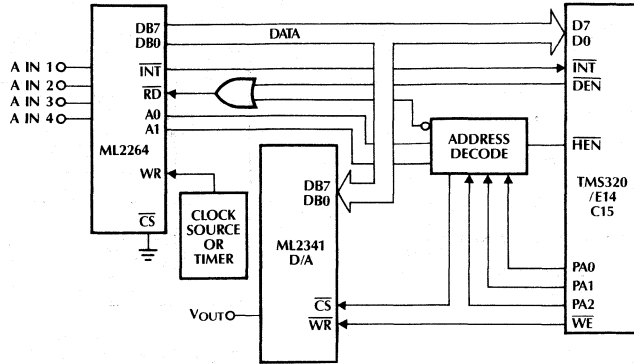 DB7
DB0
DATA
D7
D0
A IN 1
A IN 2
A IN 3
A IN 4
INT
RD
A0
A1
ML2264
WR
CS
INT
DEN
ADDRESS
DECODE
HEN
TMS320
/E14
C15
DB7
DB0
CLOCK
SOURCE
OR
TIMER
ML2341
D/A
VOUT
CS
WR
PA0
PA1
PA2
WE